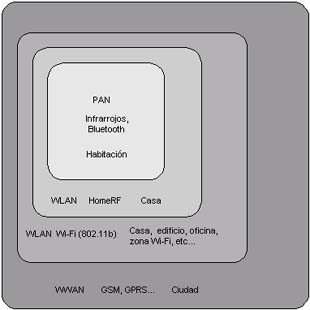 PAN
Infrarrojos,
Bluetooth
Habitación
WLAN HomeRF Casa
WLAN Wi-Fi (802.11b) Casa, edificio, oficina,
zona Wi-Fi, etc...
WWAN GSM, GPRS... Ciudad